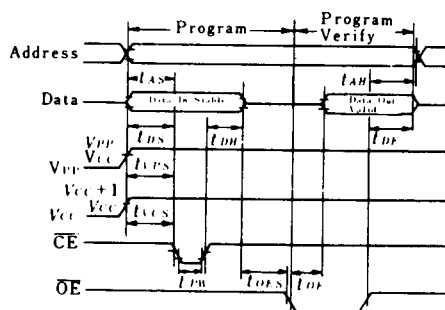 Program
Program
Verify
Address
tAS
tAH
Data
Data In Stable
Data Out
Valid
tDS
tDH
tDF
VPP
VCC
VPP
tVPS
VCC + 1
VCC
VCC
tVCS
CE
tPW
tOES
tOE
OE